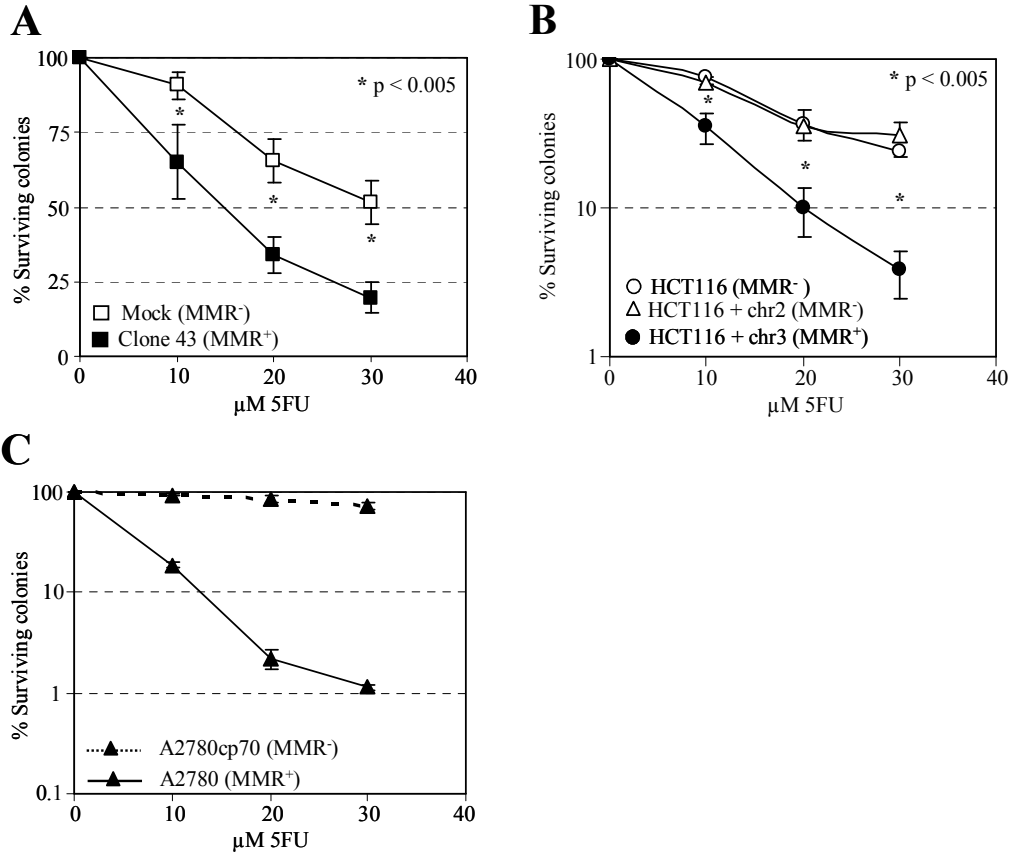 A
% Surviving colonies
100
75
50
25
0
* p < 0.005
*
*
*
Mock (MMR⁻)
Clone 43 (MMR⁺)
0 10 20 30 40
µM 5FU
B
% Surviving colonies
100
10
1
* p < 0.005
*
*
*
HCT116 (MMR⁻)
HCT116 + chr2 (MMR⁻)
HCT116 + chr3 (MMR⁺)
0 10 20 30 40
µM 5FU
C
% Surviving colonies
100
10
1
0.1
A2780cp70 (MMR⁻)
A2780 (MMR⁺)
0 10 20 30 40
µM 5FU